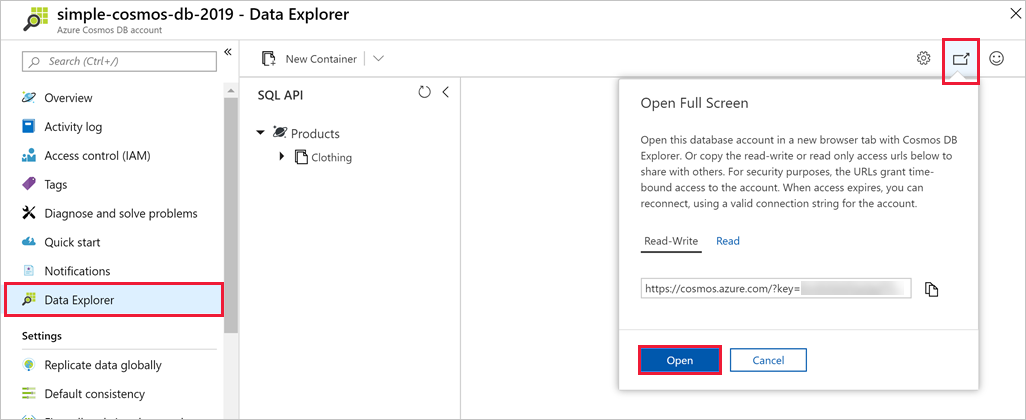 simple-cosmos-db-2019 - Data Explorer
Azure Cosmos DB account
Search (Ctrl+/)
Overview
Activity log
Access control (IAM)
Tags
Diagnose and solve problems
Quick start
Notifications
Data Explorer
Settings
Replicate data globally
Default consistency
New Container
SQL API
Products
Clothing
Open Full Screen
Open this database account in a new browser tab with Cosmos DB
Explorer. Or copy the read-write or read only access urls below to
share with others. For security purposes, the URLs grant time-
bound access to the account. When access expires, you can
reconnect, using a valid connection string for the account.
Read-Write Read
https://cosmos.azure.com/?key=
Open Cancel